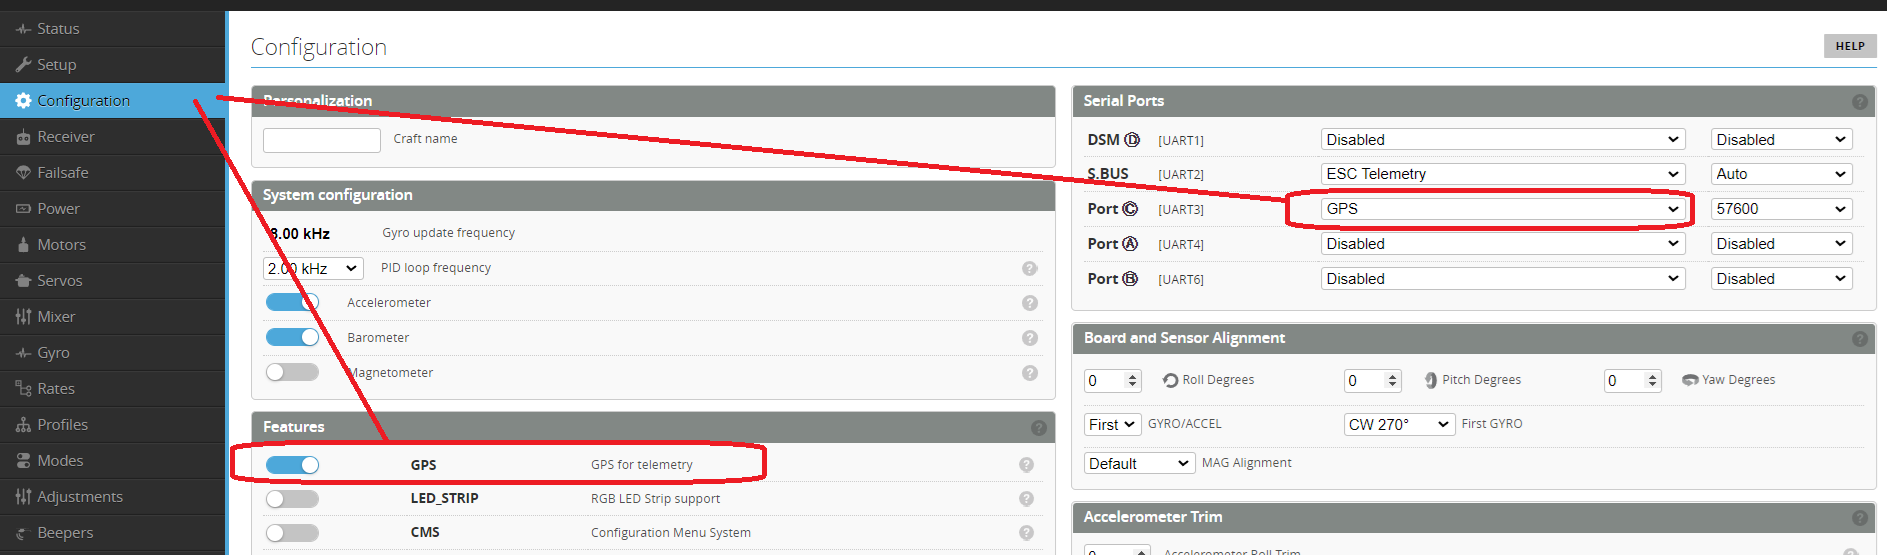 Status
Setup
Configuration
Receiver
Failsafe
Power
Motors
Servos
Mixer
Gyro
Rates
Profiles
Modes
Adjustments
Beepers
Configuration
HELP
Personalization
Craft name
System configuration
8.00 kHz Gyro update frequency
2.00 kHz PID loop frequency
Accelerometer
Barometer
Magnetometer
Features
GPS GPS for telemetry
LED_STRIP RGB LED Strip support
CMS Configuration Menu System
Serial Ports
DSM Ⓓ [UART1] Disabled Disabled
S.BUS [UART2] ESC Telemetry Auto
Port Ⓒ [UART3] GPS 57600
Port Ⓐ [UART4] Disabled Disabled
Port Ⓑ [UART6] Disabled Disabled
Board and Sensor Alignment
0 Roll Degrees 0 Pitch Degrees 0 Yaw Degrees
First GYRO/ACCEL CW 270° First GYRO
Default MAG Alignment
Accelerometer Trim
0 Accelerometer Roll Trim